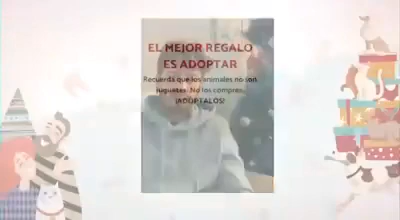 EL MEJOR REGALO
ES ADOPTAR
Recuerda que los animales no son
juguetes. No los compres.
¡ADÓPTALOS!